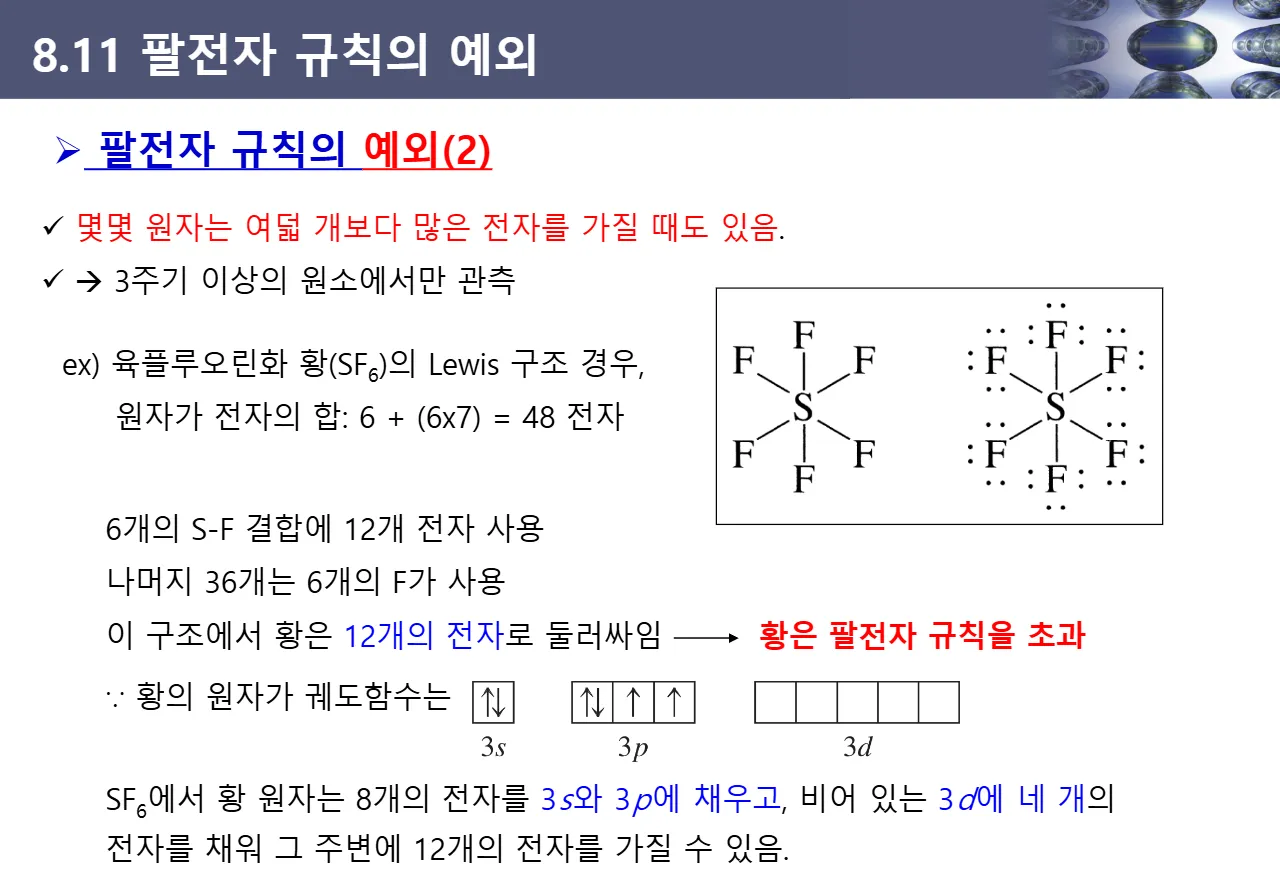 8.11 팔전자 규칙의 예외
➢ 팔전자 규칙의 예외(2)
✓ 몇몇 원자는 여덟 개보다 많은 전자를 가질 때도 있음.
✓ → 3주기 이상의 원소에서만 관측
ex) 육플루오린화 황(SF6)의 Lewis 구조 경우,
원자가 전자의 합: 6 + (6x7) = 48 전자
F
F F
S
F F
F
F
F F
S
F F
F
6개의 S-F 결합에 12개 전자 사용
나머지 36개는 6개의 F가 사용
이 구조에서 황은 12개의 전자로 둘러싸임 → 황은 팔전자 규칙을 초과
∵ 황의 원자가 궤도함수는 ↑↓ ↑↓ ↑ ↑
3s 3p 3d
SF6에서 황 원자는 8개의 전자를 3s와 3p에 채우고, 비어 있는 3d에 네 개의
전자를 채워 그 주변에 12개의 전자를 가질 수 있음.